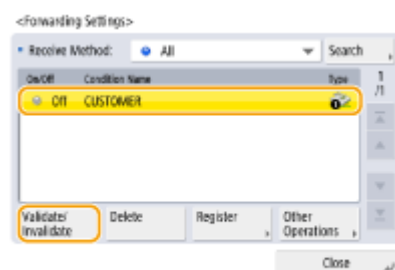 <Forwarding Settings>
Receive Method: All Search
On/Off Condition Name Type 1
/1
Off CUSTOMER
Validate/
Invalidate
Delete
Register
Other
Operations
Close